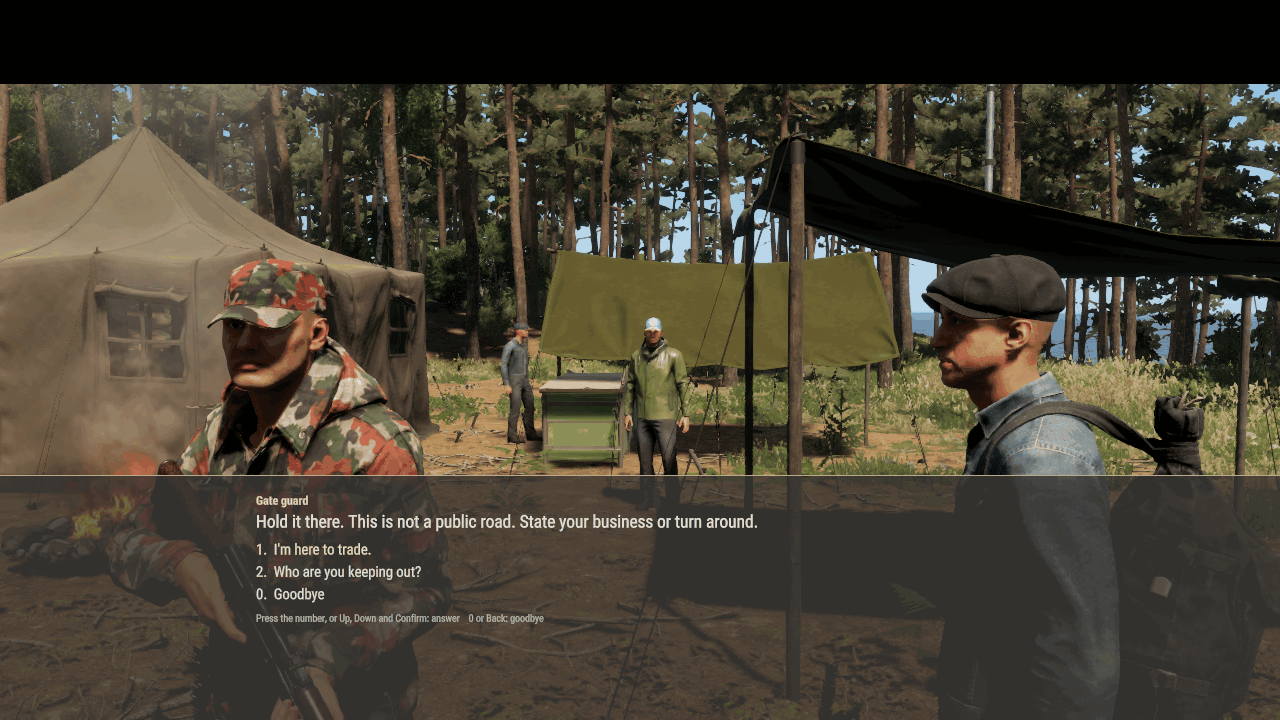 Gate guard
Hold it there. This is not a public road. State your business or turn around.
1. I'm here to trade.
2. Who are you keeping out?
0. Goodbye
Press the number, or Up, Down and Confirm: answer 0 or Back: goodbye